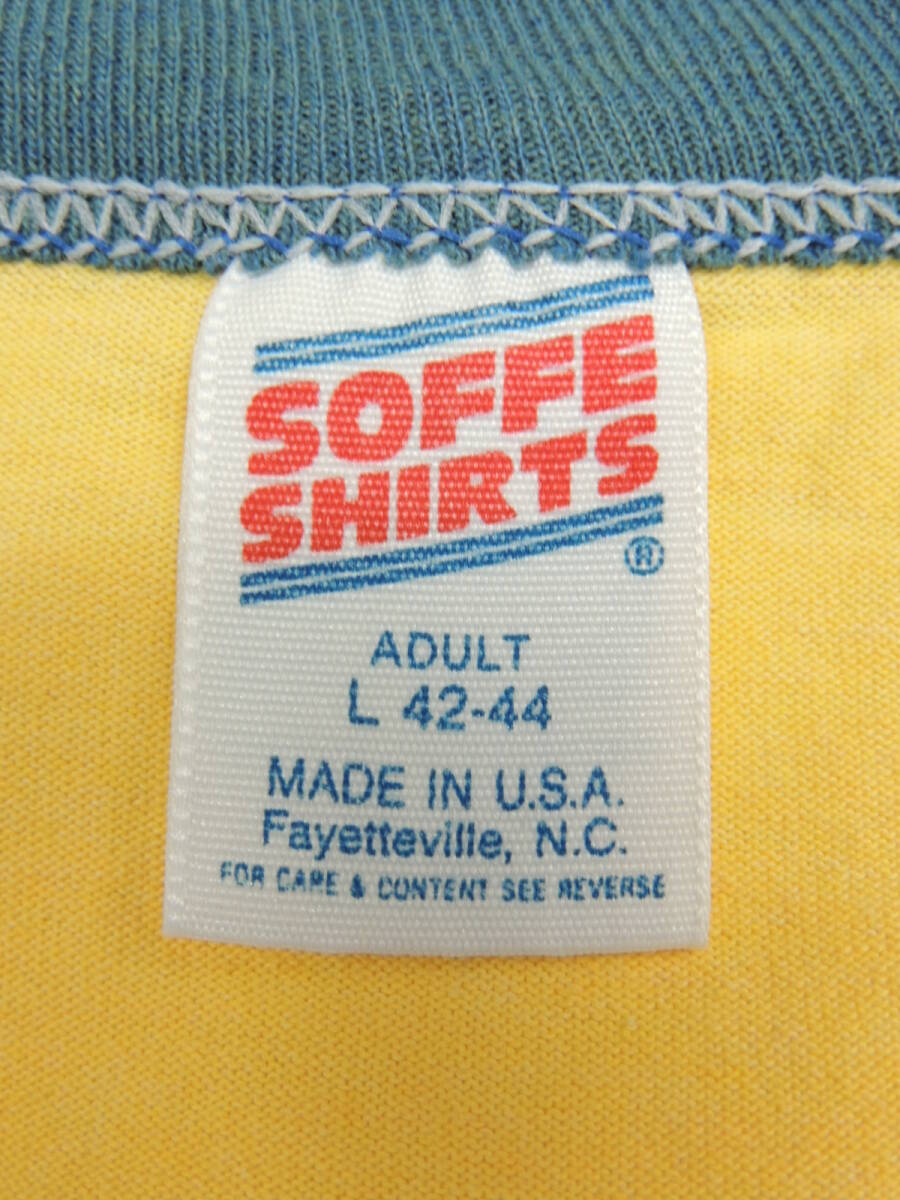 SOFFE
SHIRTS
®
ADULT
L 42-44
MADE IN U.S.A.
Fayetteville, N.C.
FOR CARE & CONTENT SEE REVERSE